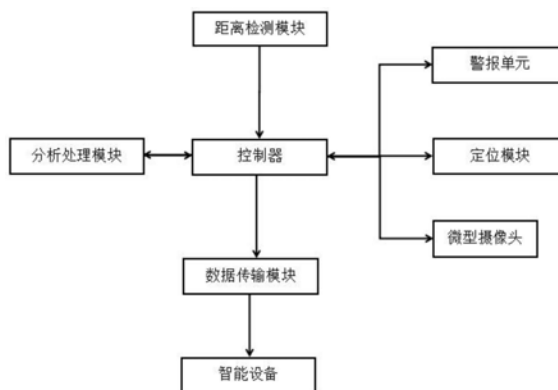 距离检测模块
警报单元
分析处理模块
控制器
定位模块
微型摄像头
数据传输模块
智能设备